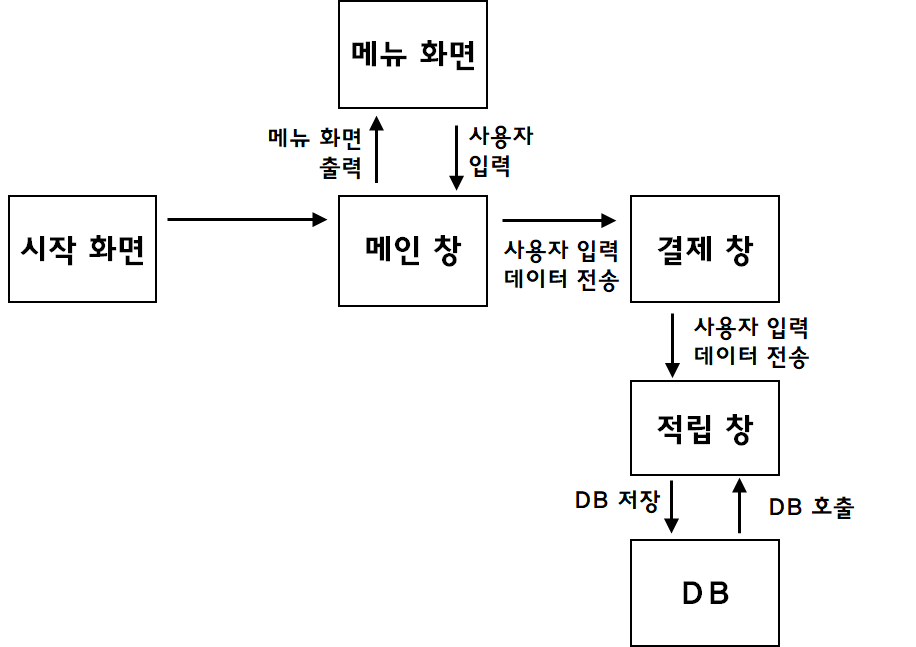 메뉴 화면
메뉴 화면
출력
사용자
입력
시작 화면
메인 창
사용자 입력
데이터 전송
결제 창
사용자 입력
데이터 전송
적립 창
DB 저장
DB 호출
DB